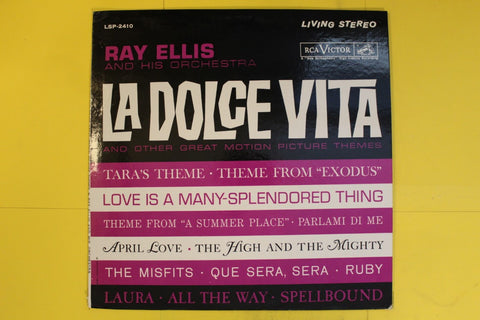 LSP-2410
LIVING STEREO
RAY ELLIS
AND HIS ORCHESTRA
RCA VICTOR
LA DOLCE VITA
AND OTHER GREAT MOTION PICTURE THEMES
TARA'S THEME · THEME FROM "EXODUS"
LOVE IS A MANY-SPLENDORED THING
THEME FROM "A SUMMER PLACE" · PARLAMI DI ME
APRIL LOVE · THE HIGH AND THE MIGHTY
THE MISFITS · QUE SERA, SERA · RUBY
LAURA · ALL THE WAY · SPELLBOUND